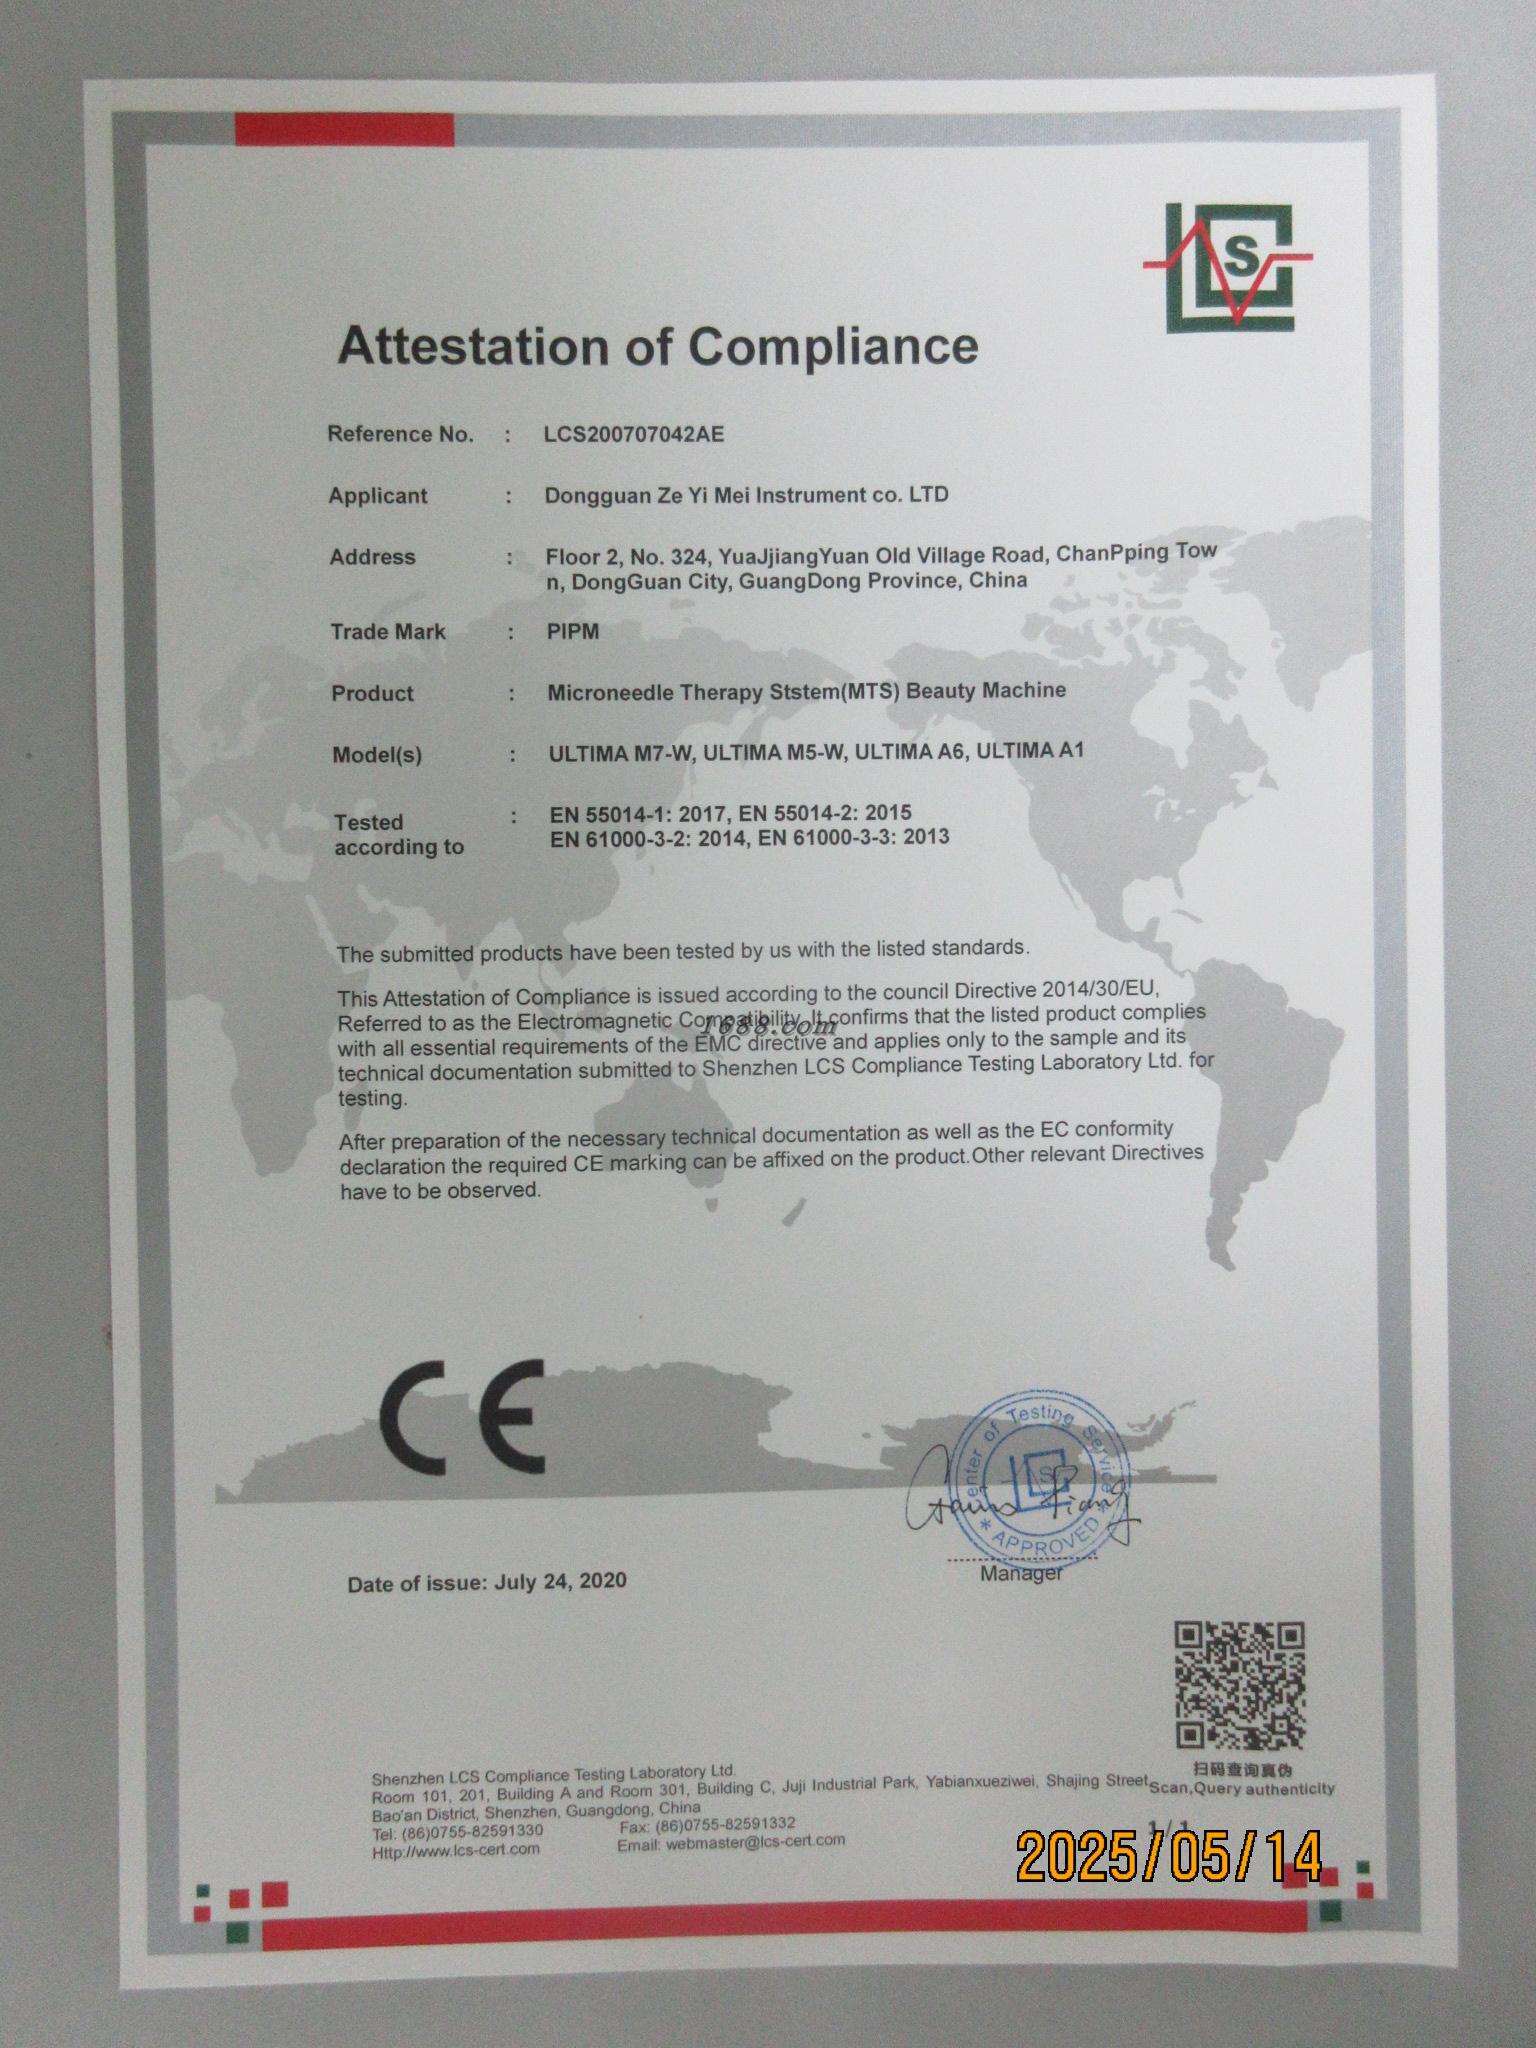 LCS
Attestation of Compliance
Reference No. : LCS200707042AE
Applicant : Dongguan Ze Yi Mei Instrument co. LTD
Address : Floor 2, No. 324, YuaJjiangYuan Old Village Road, ChanPping Tow
n, DongGuan City, GuangDong Province, China
Trade Mark : PIPM
Product : Microneedle Therapy Ststem(MTS) Beauty Machine
Model(s) : ULTIMA M7-W, ULTIMA M5-W, ULTIMA A6, ULTIMA A1
Tested : EN 55014-1: 2017, EN 55014-2: 2015
according to EN 61000-3-2: 2014, EN 61000-3-3: 2013
The submitted products have been tested by us with the listed standards.
This Attestation of Compliance is issued according to the council Directive 2014/30/EU,
Referred to as the Electromagnetic Compatibility. It confirms that the listed product complies
1688.com
with all essential requirements of the EMC directive and applies only to the sample and its
technical documentation submitted to Shenzhen LCS Compliance Testing Laboratory Ltd. for
testing.
After preparation of the necessary technical documentation as well as the EC conformity
declaration the required CE marking can be affixed on the product.Other relevant Directives
have to be observed.
CE
Center of Testing Service
LCS
* APPROVED *
Manager
Date of issue: July 24, 2020
扫码查询真伪
Scan,Query authenticity
Shenzhen LCS Compliance Testing Laboratory Ltd.
Room 101, 201, Building A and Room 301, Building C, Juji Industrial Park, Yabianxueziwei, Shajing Street,
Bao'an District, Shenzhen, Guangdong, China
Tel: (86)0755-82591330 Fax: (86)0755-82591332
Http://www.lcs-cert.com Email: webmaster@lcs-cert.com
1 / 1
2025/05/14